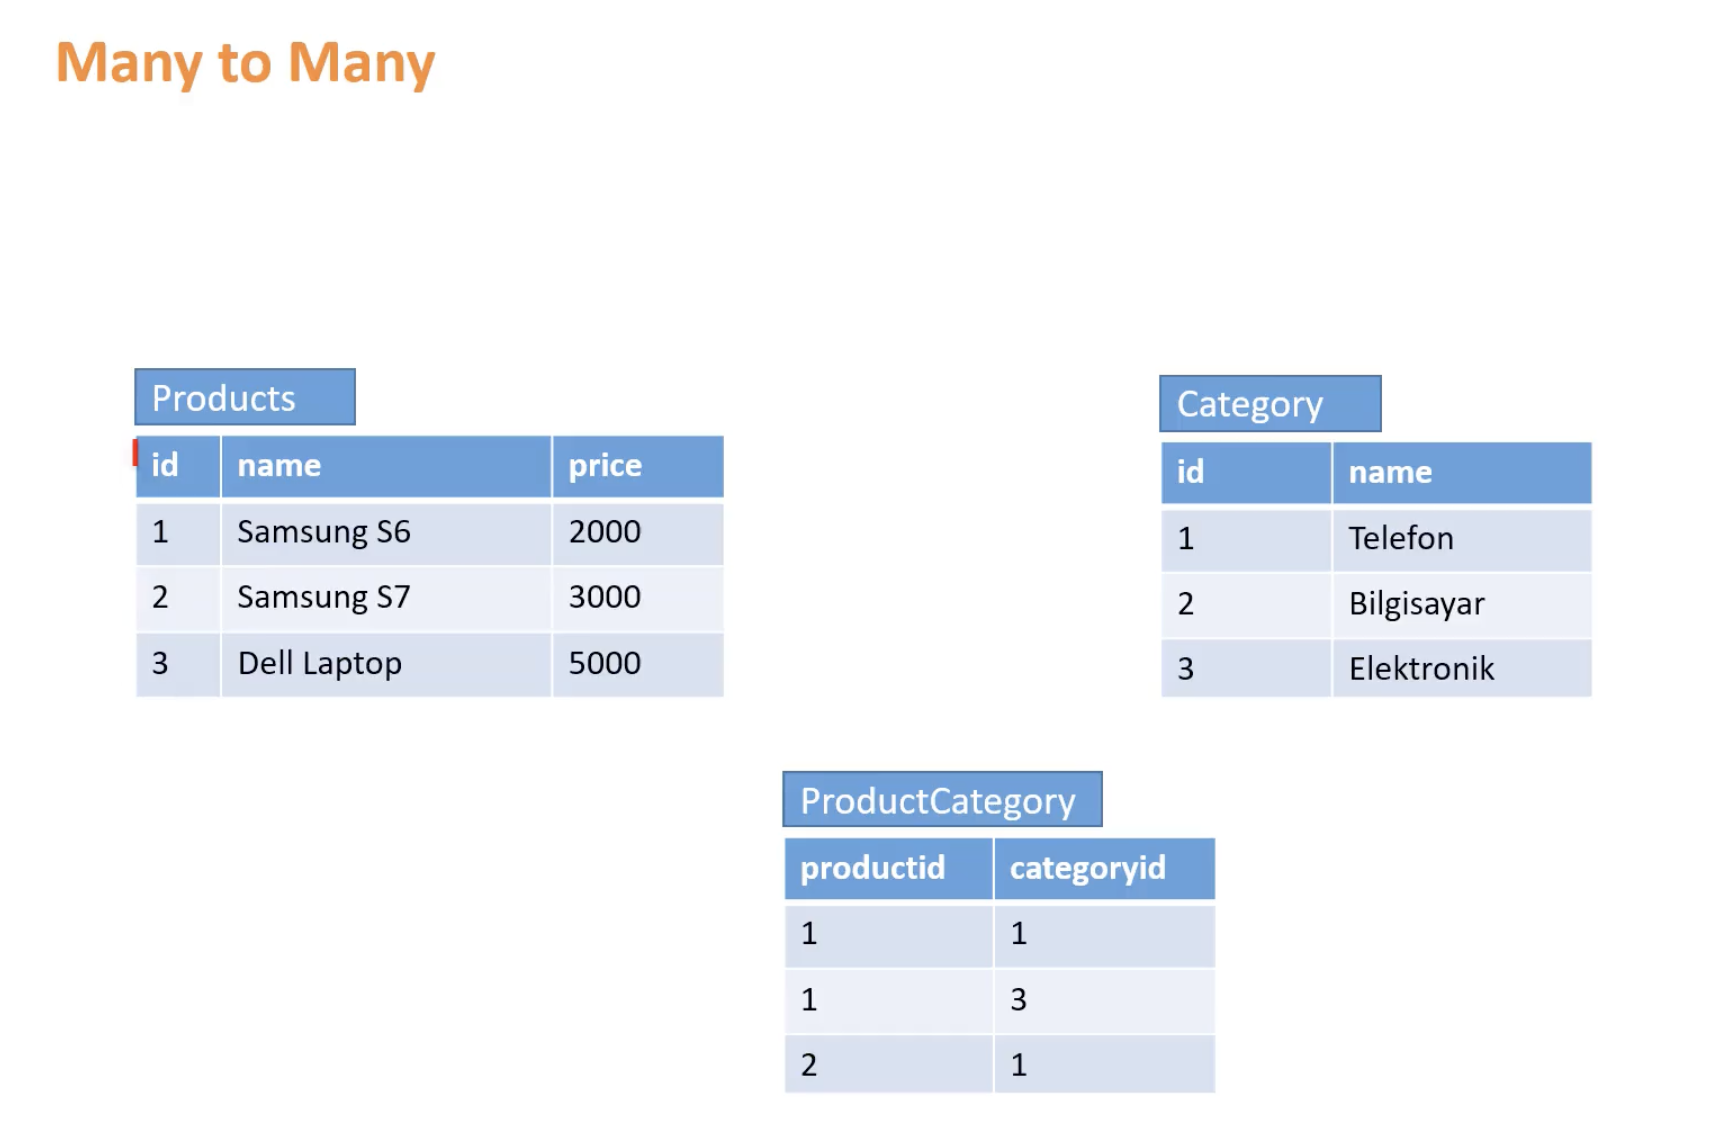 Many to Many
Products
id name price
1 Samsung S6 2000
2 Samsung S7 3000
3 Dell Laptop 5000
Category
id name
1 Telefon
2 Bilgisayar
3 Elektronik
ProductCategory
productid categoryid
1 1
1 3
2 1